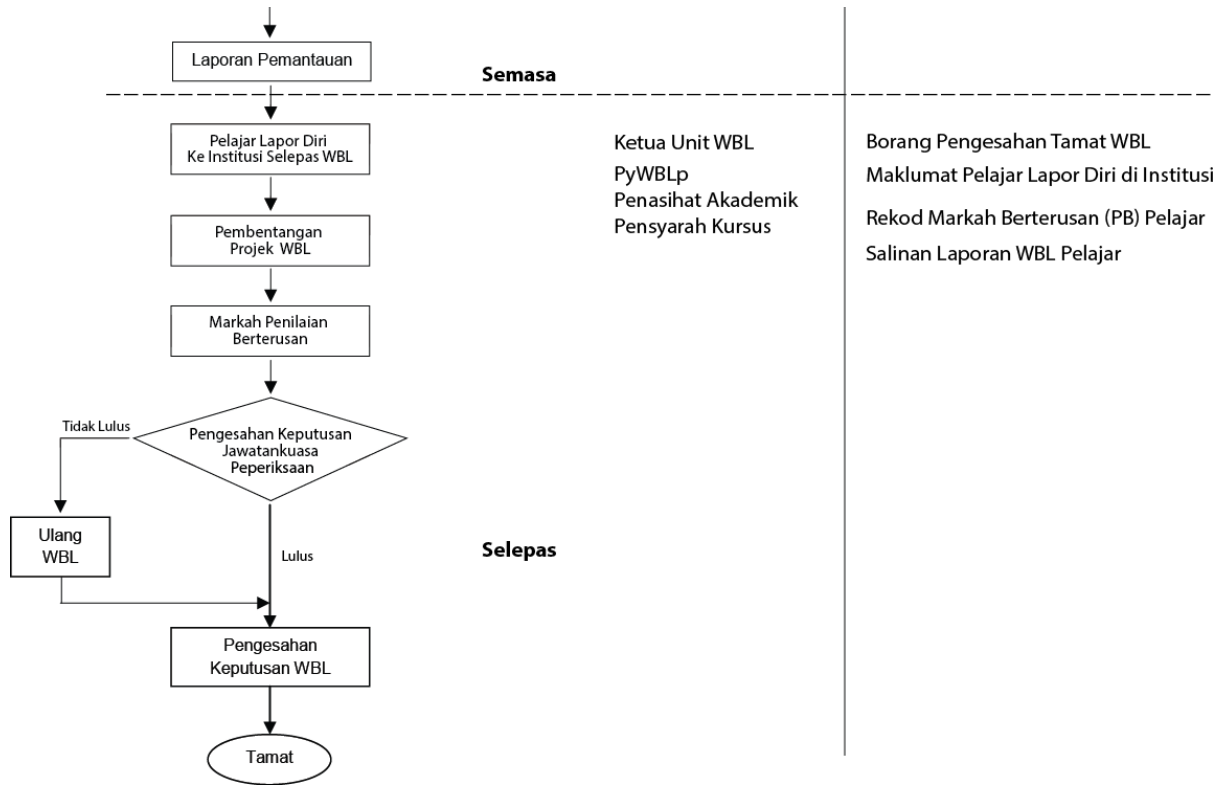 Laporan Pemantauan
Semasa
Pelajar Lapor Diri
Ke Institusi Selepas WBL
Ketua Unit WBL
PyWBLp
Penasihat Akademik
Pensyarah Kursus
Borang Pengesahan Tamat WBL
Maklumat Pelajar Lapor Diri di Institusi
Rekod Markah Berterusan (PB) Pelajar
Salinan Laporan WBL Pelajar
Pembentangan
Projek WBL
Markah Penilaian
Berterusan
Tidak Lulus
Pengesahan Keputusan
Jawatankuasa
Peperiksaan
Ulang
WBL
Lulus
Selepas
Pengesahan
Keputusan WBL
Tamat